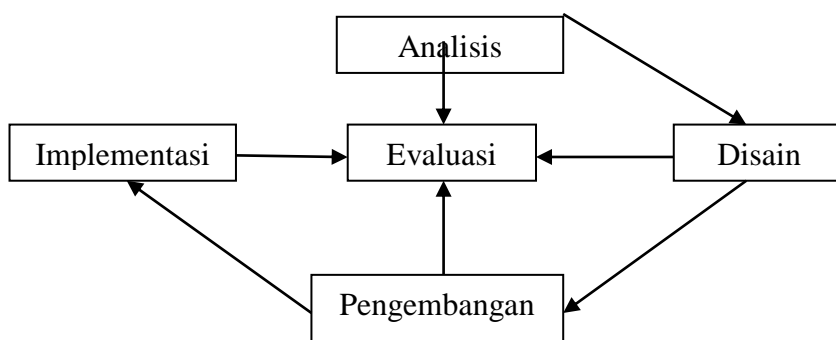 Analisis
Implementasi
Evaluasi
Disain
Pengembangan